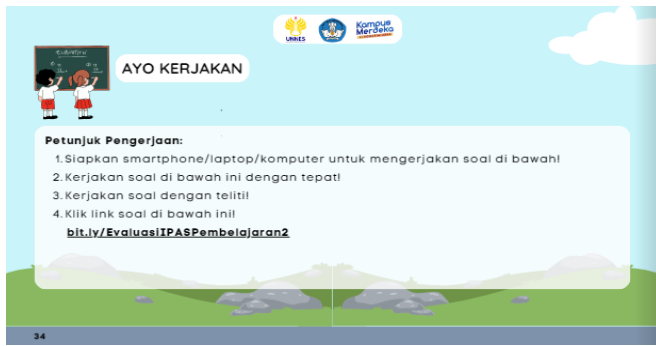 UNNES
Kampus
Merdeka
AYO KERJAKAN
Petunjuk Pengerjaan:
1. Siapkan smartphone/laptop/komputer untuk mengerjakan soal di bawah!
2. Kerjakan soal di bawah ini dengan tepat!
3. Kerjakan soal dengan teliti!
4. Klik link soal di bawah ini!
bit.ly/EvaluasiIPASPembelajaran2
34